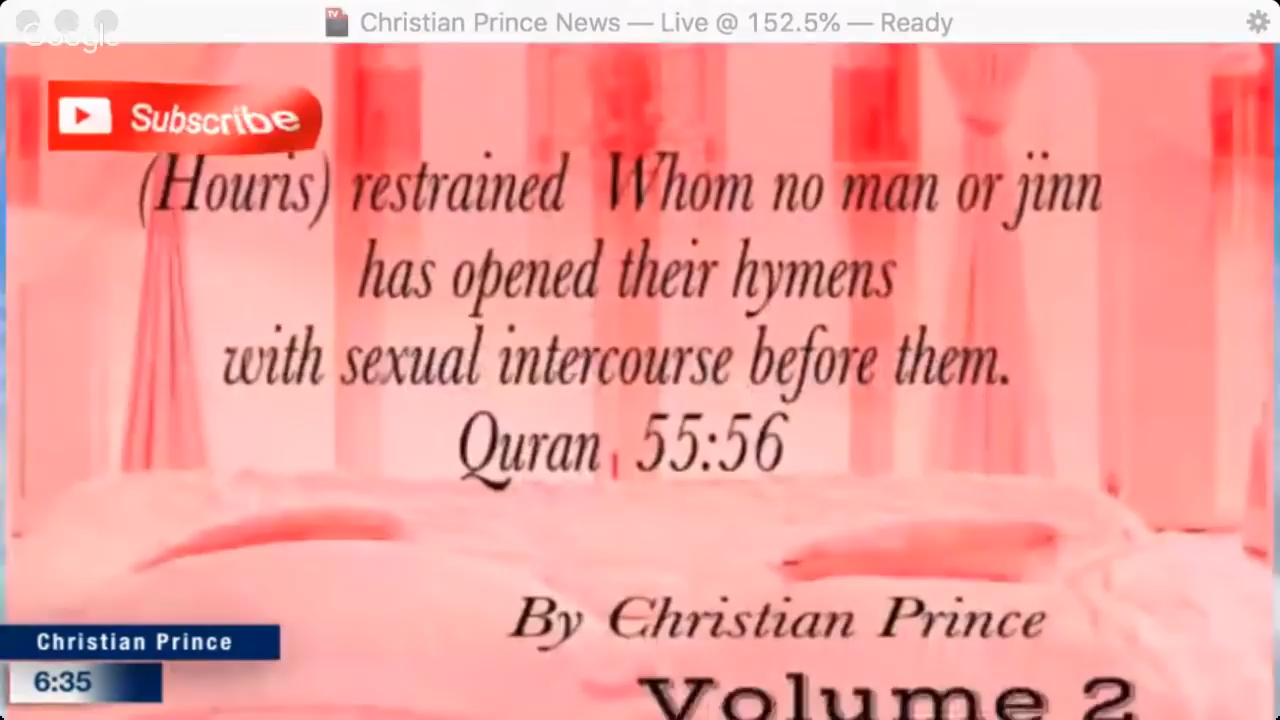 Christian Prince News — Live @ 152.5% — Ready
Google
Subscribe
(Houris) restrained Whom no man or jinn
has opened their hymens
with sexual intercourse before them.
Quran 55:56
By Christian Prince
Volume 2
Christian Prince
6:35